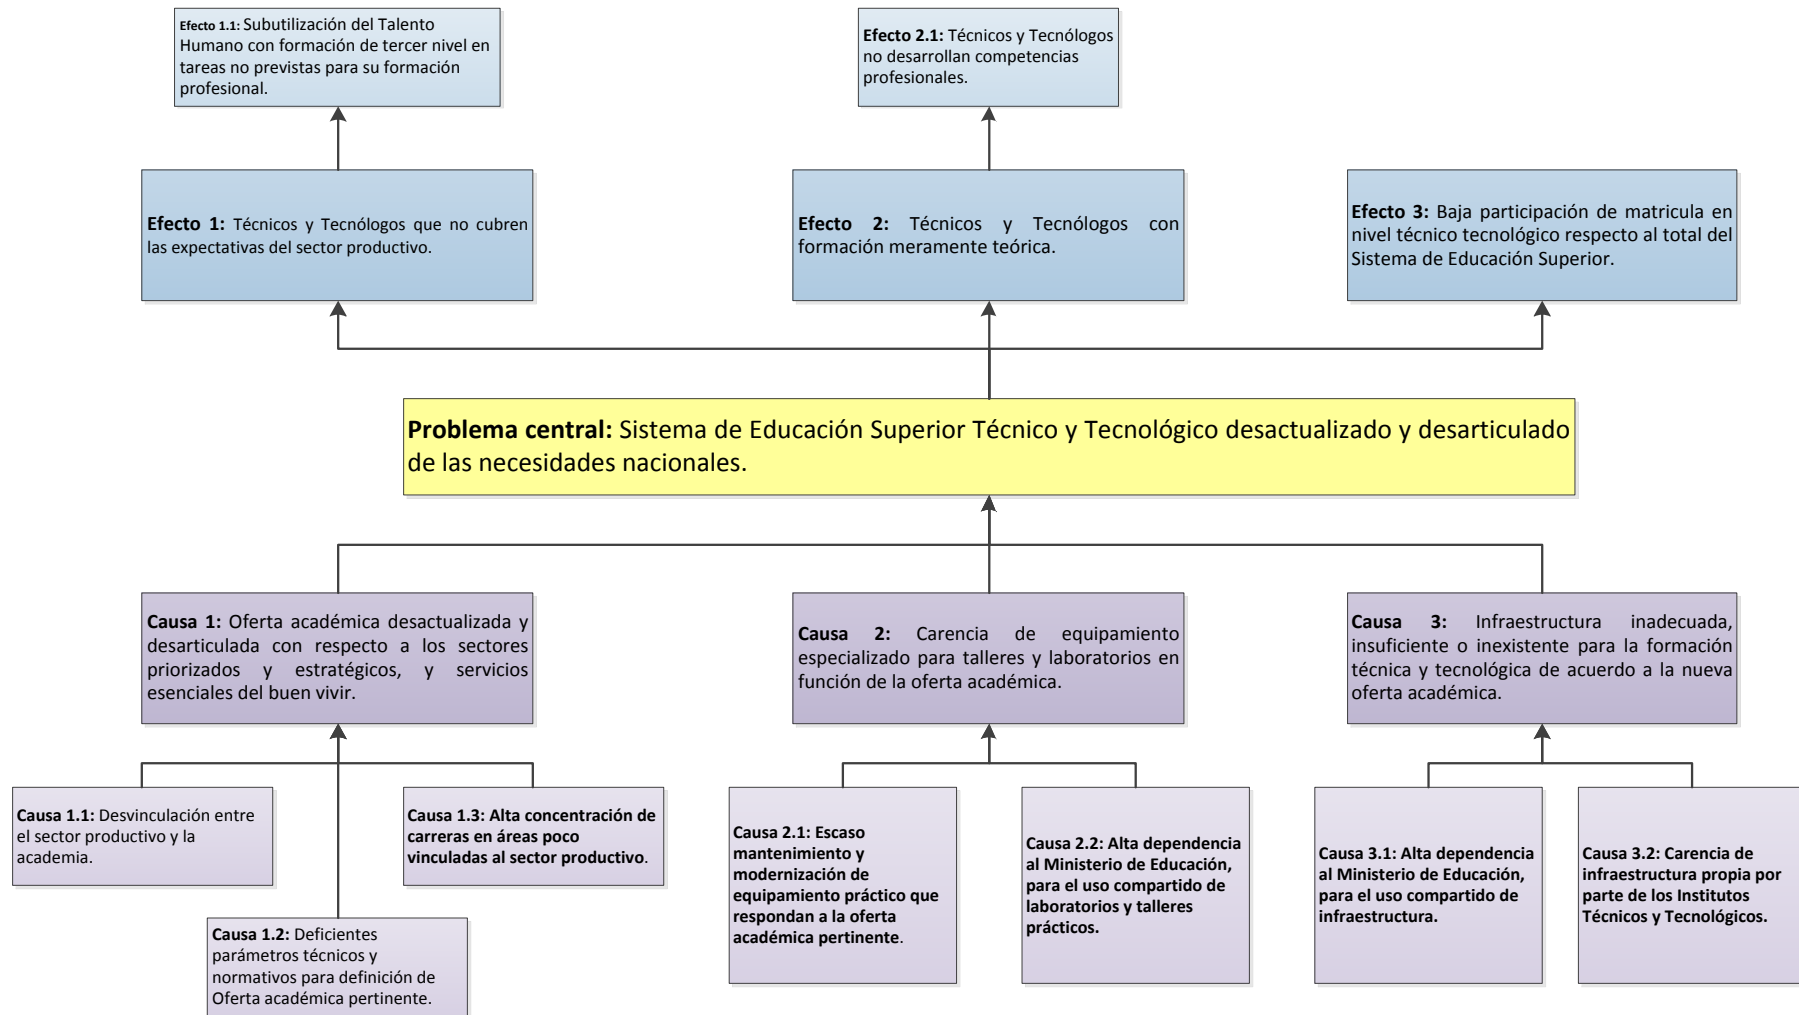 Efecto 1.1: Subutilización del Talento
Humano con formación de tercer nivel en
tareas no previstas para su formación
profesional.
Efecto 2.1: Técnicos y Tecnólogos
no desarrollan competencias
profesionales.
Efecto 1: Técnicos y Tecnólogos que no cubren
las expectativas del sector productivo.
Efecto 2: Técnicos y Tecnólogos con
formación meramente teórica.
Efecto 3: Baja participación de matricula en
nivel técnico tecnológico respecto al total del
Sistema de Educación Superior.
Problema central: Sistema de Educación Superior Técnico y Tecnológico desactualizado y desarticulado
de las necesidades nacionales.
Causa 1: Oferta académica desactualizada y
desarticulada con respecto a los sectores
priorizados y estratégicos, y servicios
esenciales del buen vivir.
Causa 2: Carencia de equipamiento
especializado para talleres y laboratorios en
función de la oferta académica.
Causa 3: Infraestructura inadecuada,
insuficiente o inexistente para la formación
técnica y tecnológica de acuerdo a la nueva
oferta académica.
Causa 1.1: Desvinculación entre
el sector productivo y la
academia.
Causa 1.2: Deficientes
parámetros técnicos y
normativos para definición de
Oferta académica pertinente.
Causa 1.3: Alta concentración de
carreras en áreas poco
vinculadas al sector productivo.
Causa 2.1: Escaso
mantenimiento y
modernización de
equipamiento práctico que
respondan a la oferta
académica pertinente.
Causa 2.2: Alta dependencia
al Ministerio de Educación,
para el uso compartido de
laboratorios y talleres
prácticos.
Causa 3.1: Alta dependencia
al Ministerio de Educación,
para el uso compartido de
infraestructura.
Causa 3.2: Carencia de
infraestructura propia por
parte de los Institutos
Técnicos y Tecnológicos.